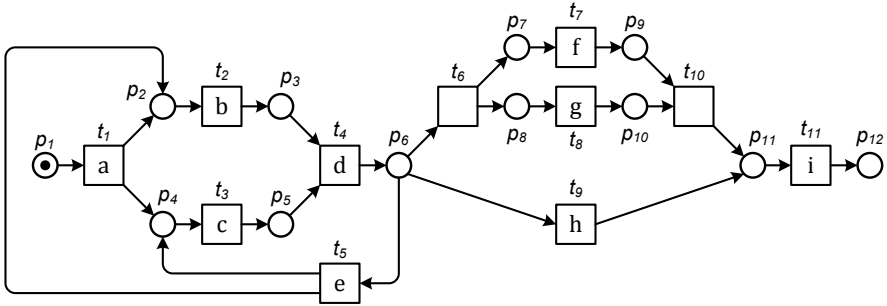 p7 t7 p9
f
t6 t10
t2
p2 p3
b g
p8 t8 p10
t4
p1 t1 p6 p11 t11 p12
a d i
p4 t3 p5 t9
c h
t5
e